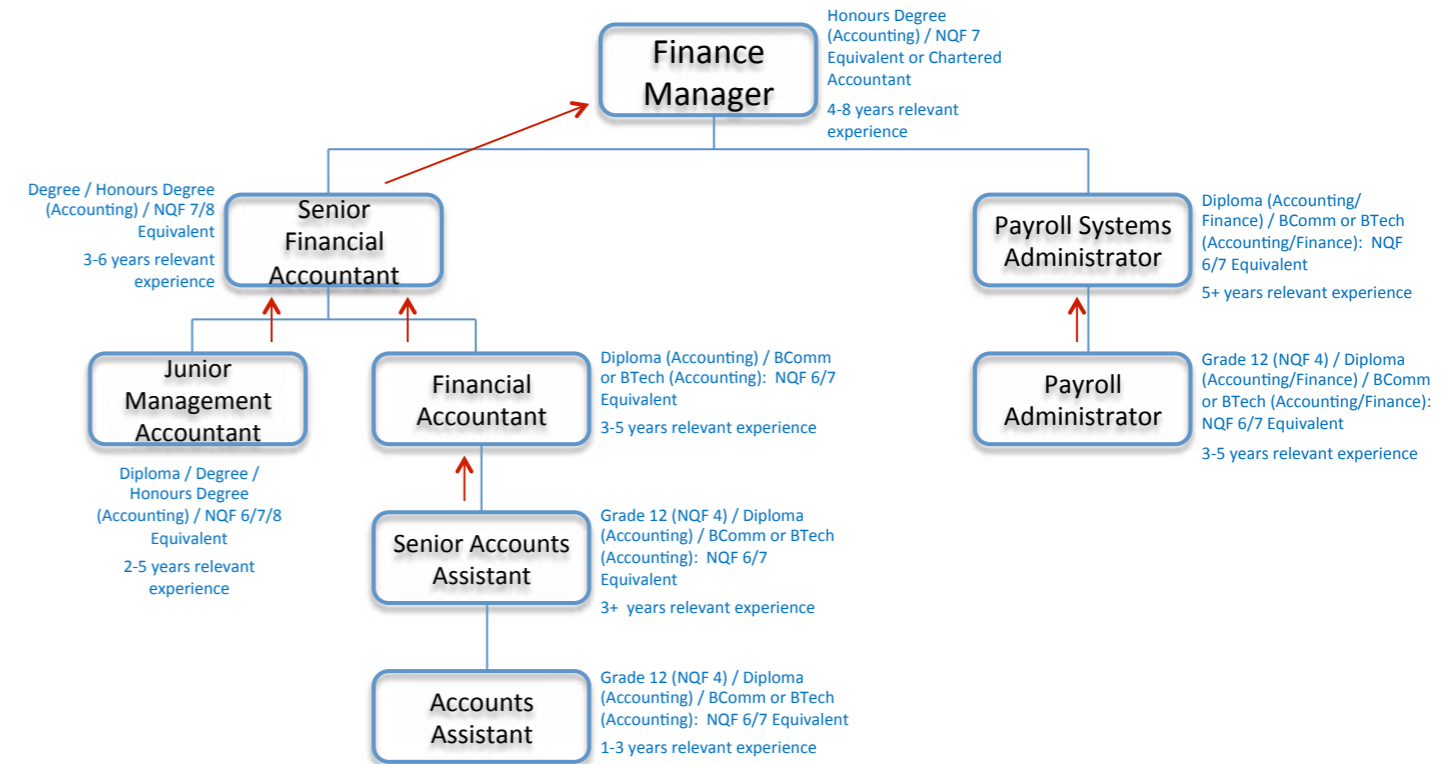 Finance
Manager
Honours Degree
(Accounting) / NQF 7
Equivalent or Chartered
Accountant
4-8 years relevant
experience
Degree / Honours Degree
(Accounting) / NQF 7/8
Equivalent
3-6 years relevant
experience
Senior
Financial
Accountant
Payroll Systems
Administrator
Diploma (Accounting/
Finance) / BComm or BTech
(Accounting/Finance): NQF
6/7 Equivalent
5+ years relevant experience
Junior
Management
Accountant
Diploma / Degree /
Honours Degree
(Accounting) / NQF 6/7/8
Equivalent
2-5 years relevant
experience
Financial
Accountant
Diploma (Accounting) / BComm
or BTech (Accounting): NQF 6/7
Equivalent
3-5 years relevant experience
Payroll
Administrator
Grade 12 (NQF 4) / Diploma
(Accounting/Finance) / BComm
or BTech (Accounting/Finance):
NQF 6/7 Equivalent
3-5 years relevant experience
Senior Accounts
Assistant
Grade 12 (NQF 4) / Diploma
(Accounting) / BComm or BTech
(Accounting): NQF 6/7
Equivalent
3+ years relevant experience
Accounts
Assistant
Grade 12 (NQF 4) / Diploma
(Accounting) / BComm or BTech
(Accounting): NQF 6/7 Equivalent
1-3 years relevant experience